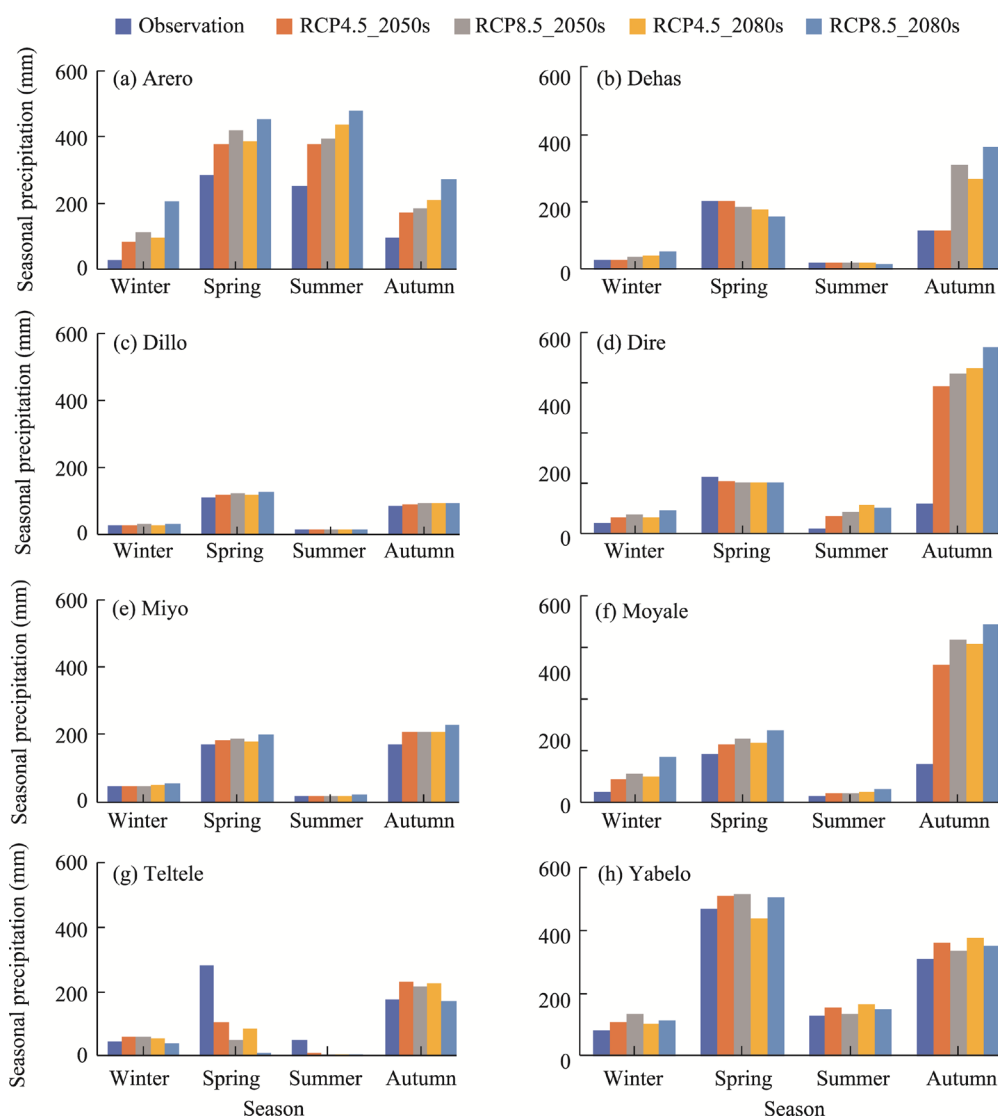 Observation RCP4.5_2050s RCP8.5_2050s RCP4.5_2080s RCP8.5_2080s
Seasonal precipitation (mm)
600
400
200
0
(a) Arero
Winter Spring Summer Autumn
600
400
200
0
(b) Dehas
Winter Spring Summer Autumn
Seasonal precipitation (mm)
600
400
200
0
(c) Dillo
Winter Spring Summer Autumn
600
400
200
0
(d) Dire
Winter Spring Summer Autumn
Seasonal precipitation (mm)
600
400
200
0
(e) Miyo
Winter Spring Summer Autumn
600
400
200
0
(f) Moyale
Winter Spring Summer Autumn
Seasonal precipitation (mm)
600
400
200
0
(g) Teltele
Winter Spring Summer Autumn
Season
600
400
200
0
(h) Yabelo
Winter Spring Summer Autumn
Season